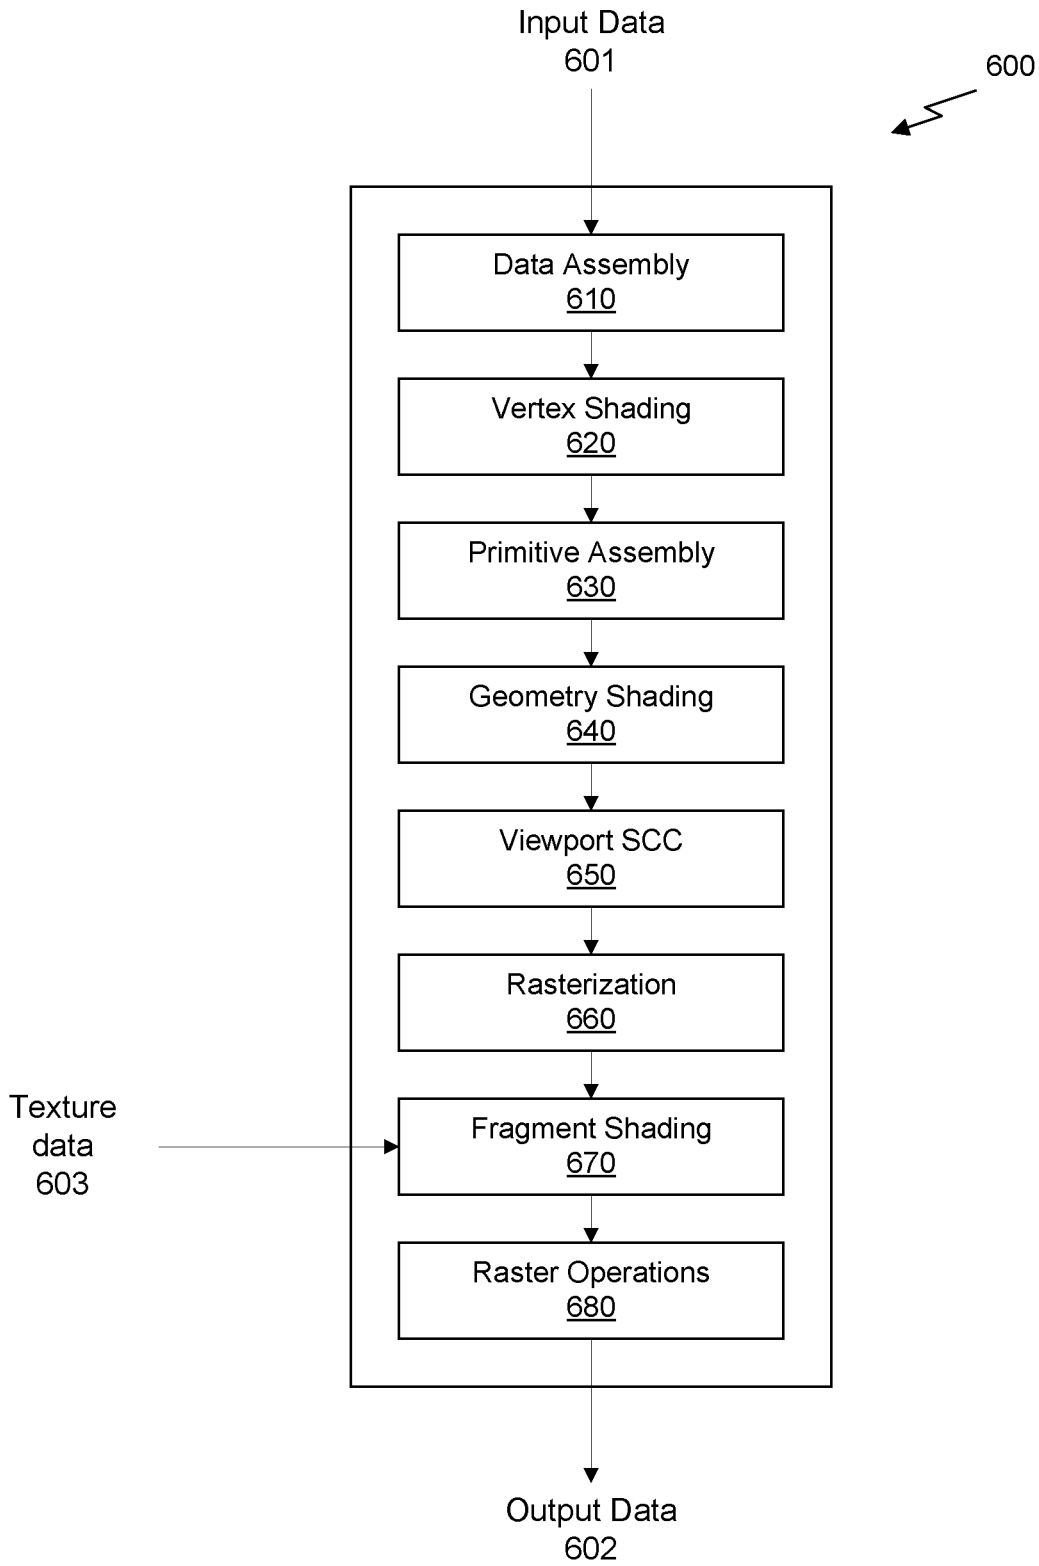 Input Data
601
600
Data Assembly
610
Vertex Shading
620
Primitive Assembly
630
Geometry Shading
640
Viewport SCC
650
Rasterization
660
Texture
data
603
Fragment Shading
670
Raster Operations
680
Output Data
602